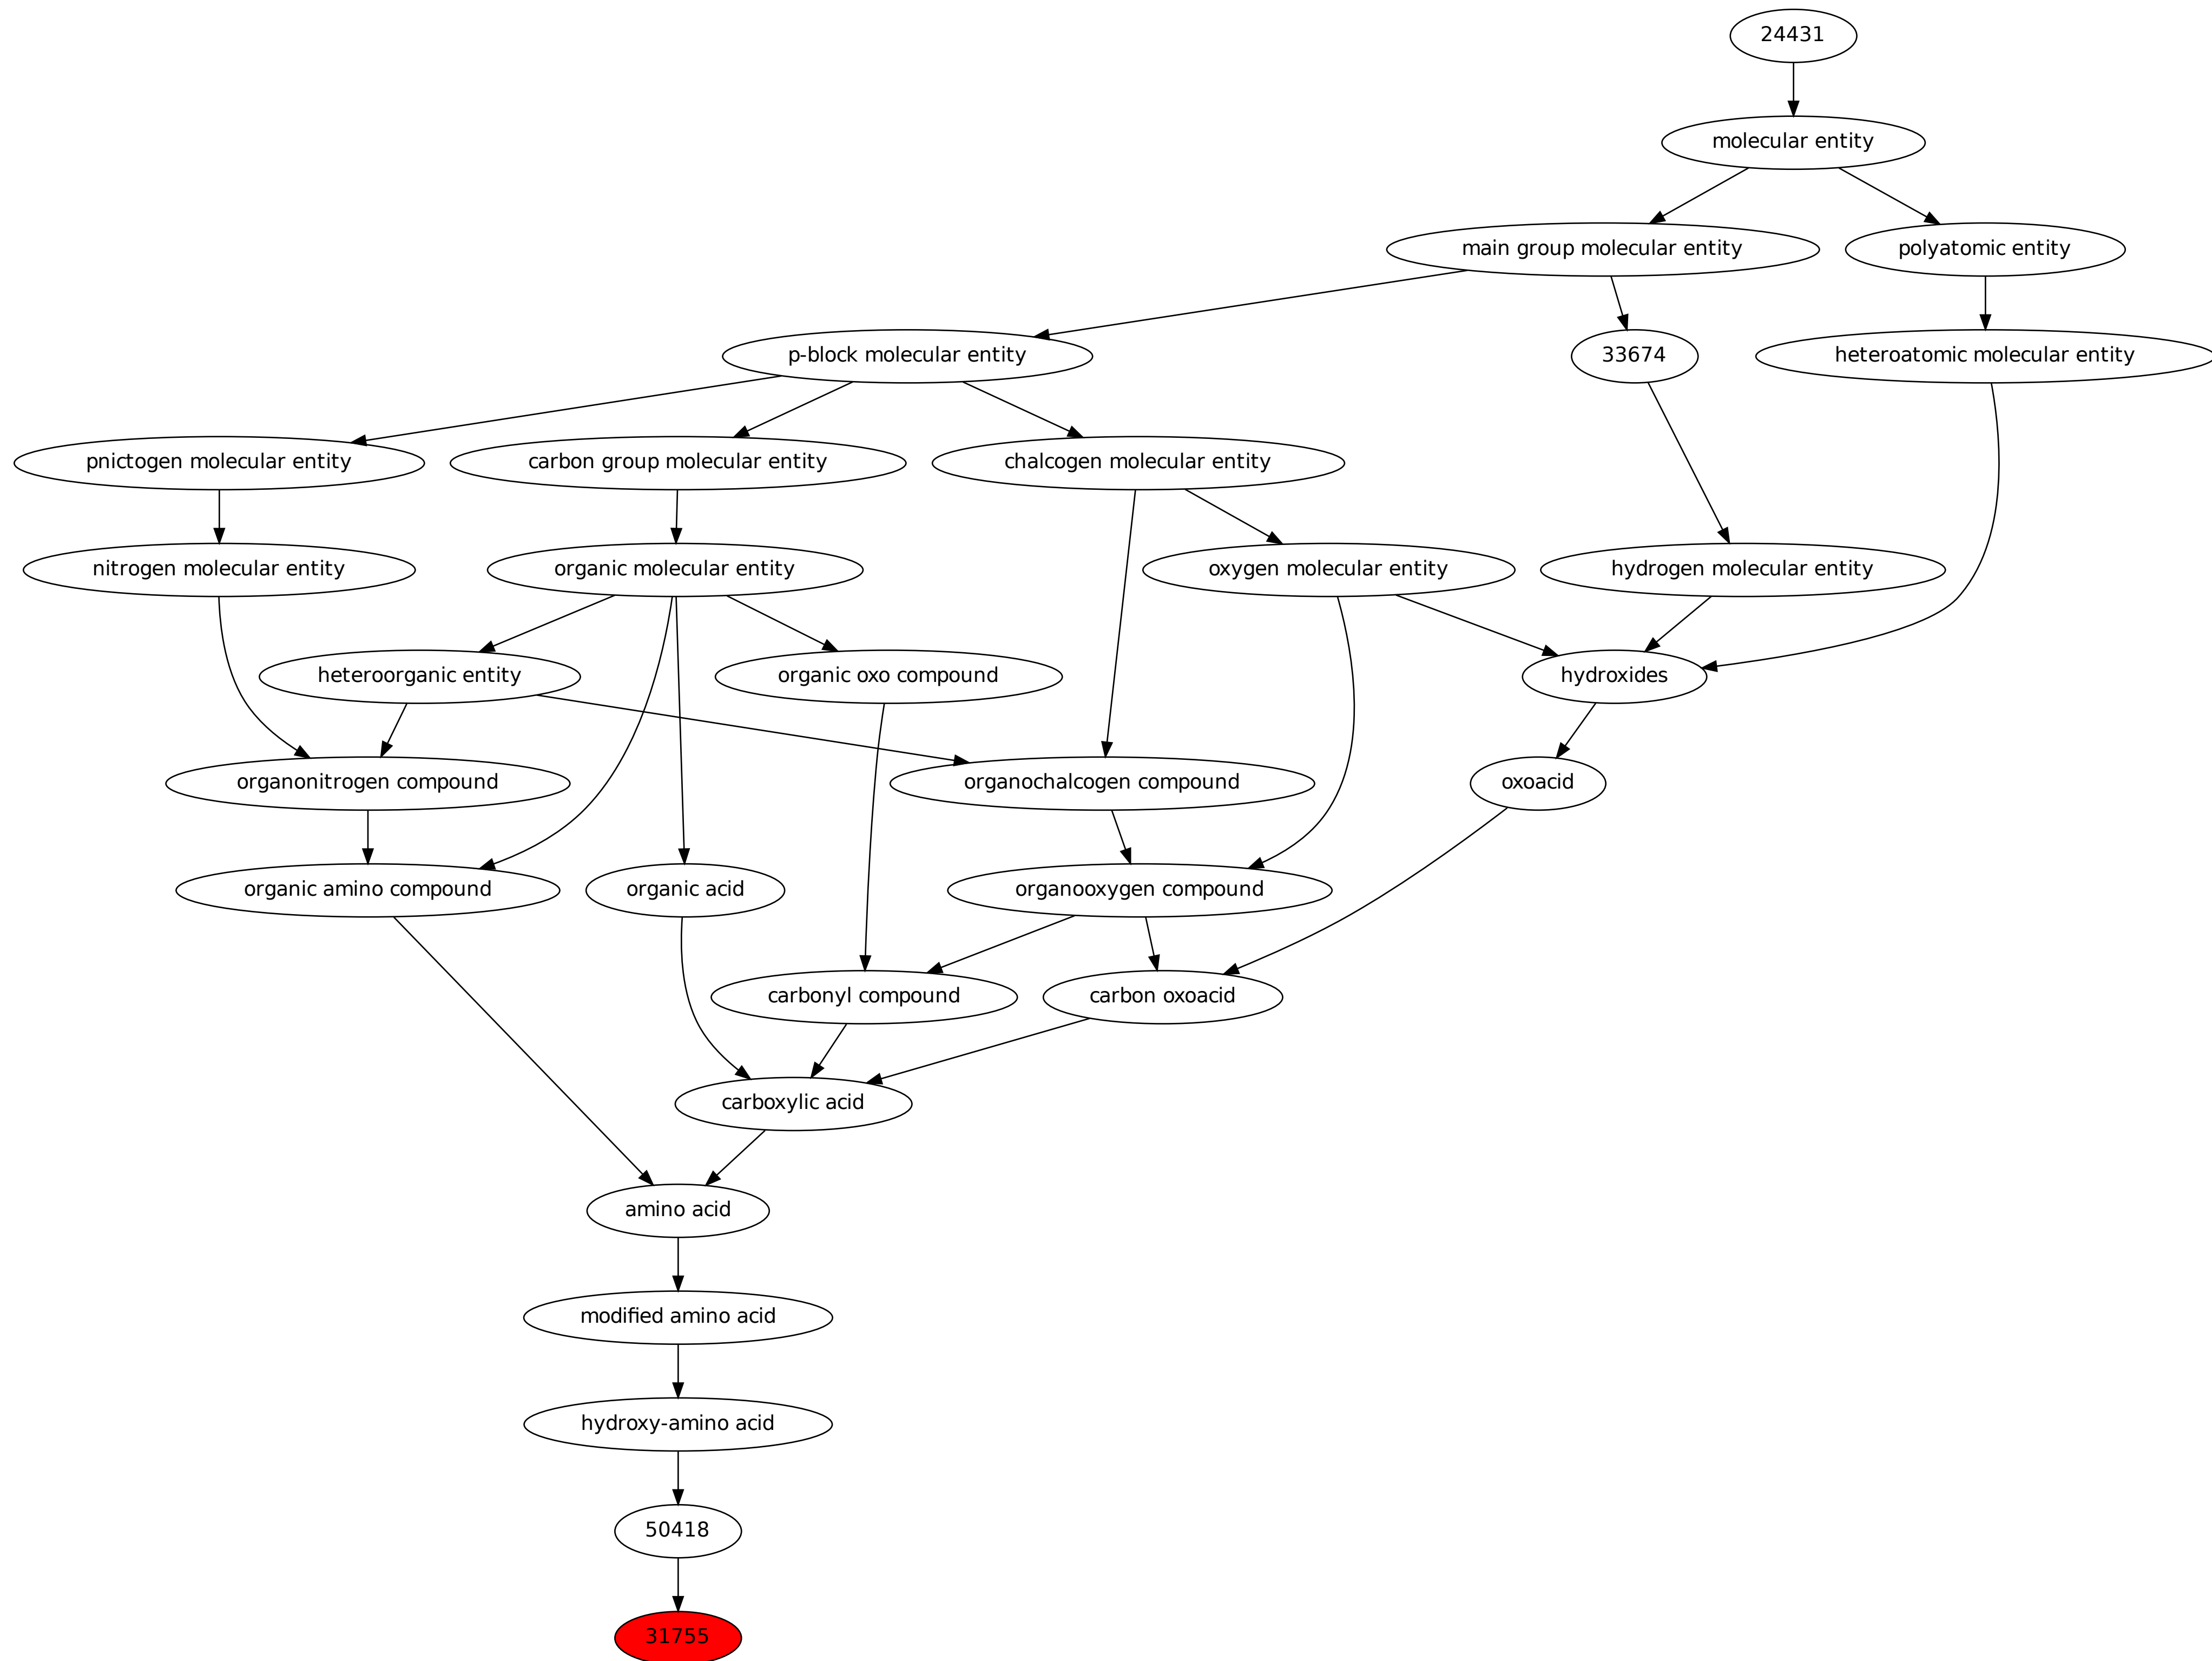 24431
molecular entity
main group molecular entity
polyatomic entity
p-block molecular entity
33674
heteroatomic molecular entity
pnictogen molecular entity
carbon group molecular entity
chalcogen molecular entity
nitrogen molecular entity
organic molecular entity
oxygen molecular entity
hydrogen molecular entity
heteroorganic entity
organic oxo compound
hydroxides
organonitrogen compound
organochalcogen compound
oxoacid
organic amino compound
organic acid
organooxygen compound
carbonyl compound
carbon oxoacid
carboxylic acid
amino acid
modified amino acid
hydroxy-amino acid
50418
31755